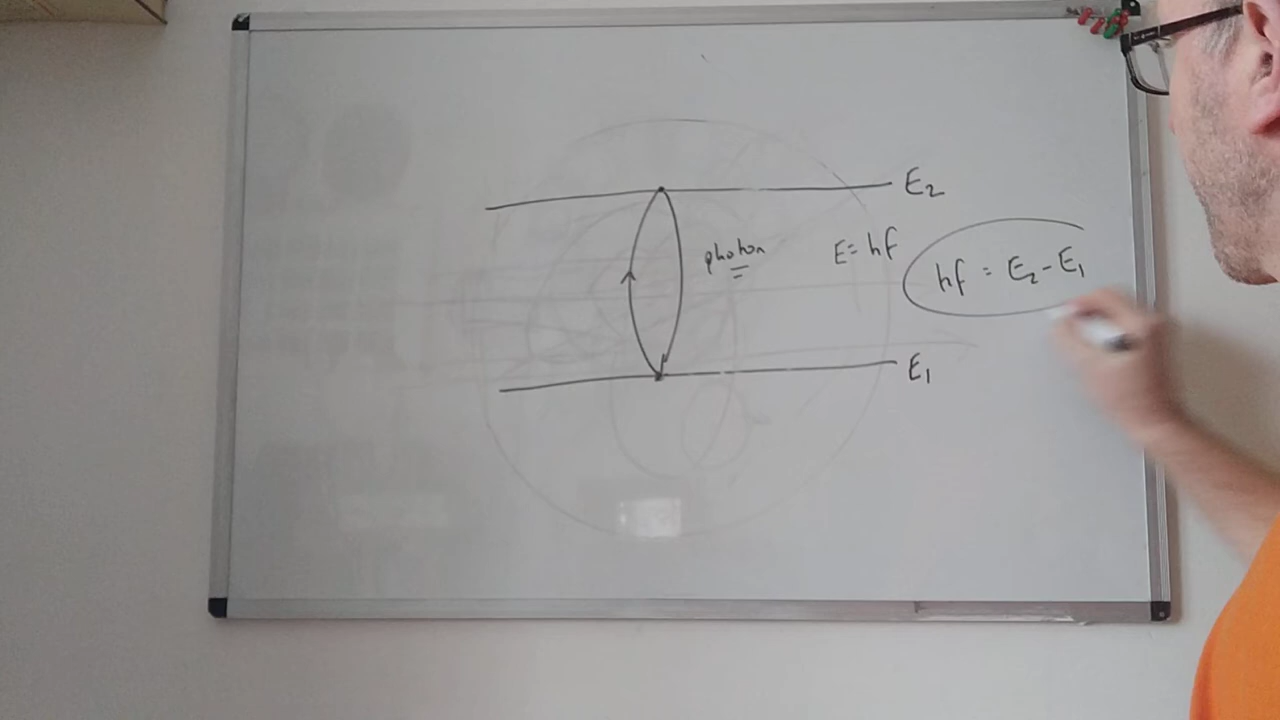 E₂
photon
E = hf
hf = E₂ - E₁
E₁